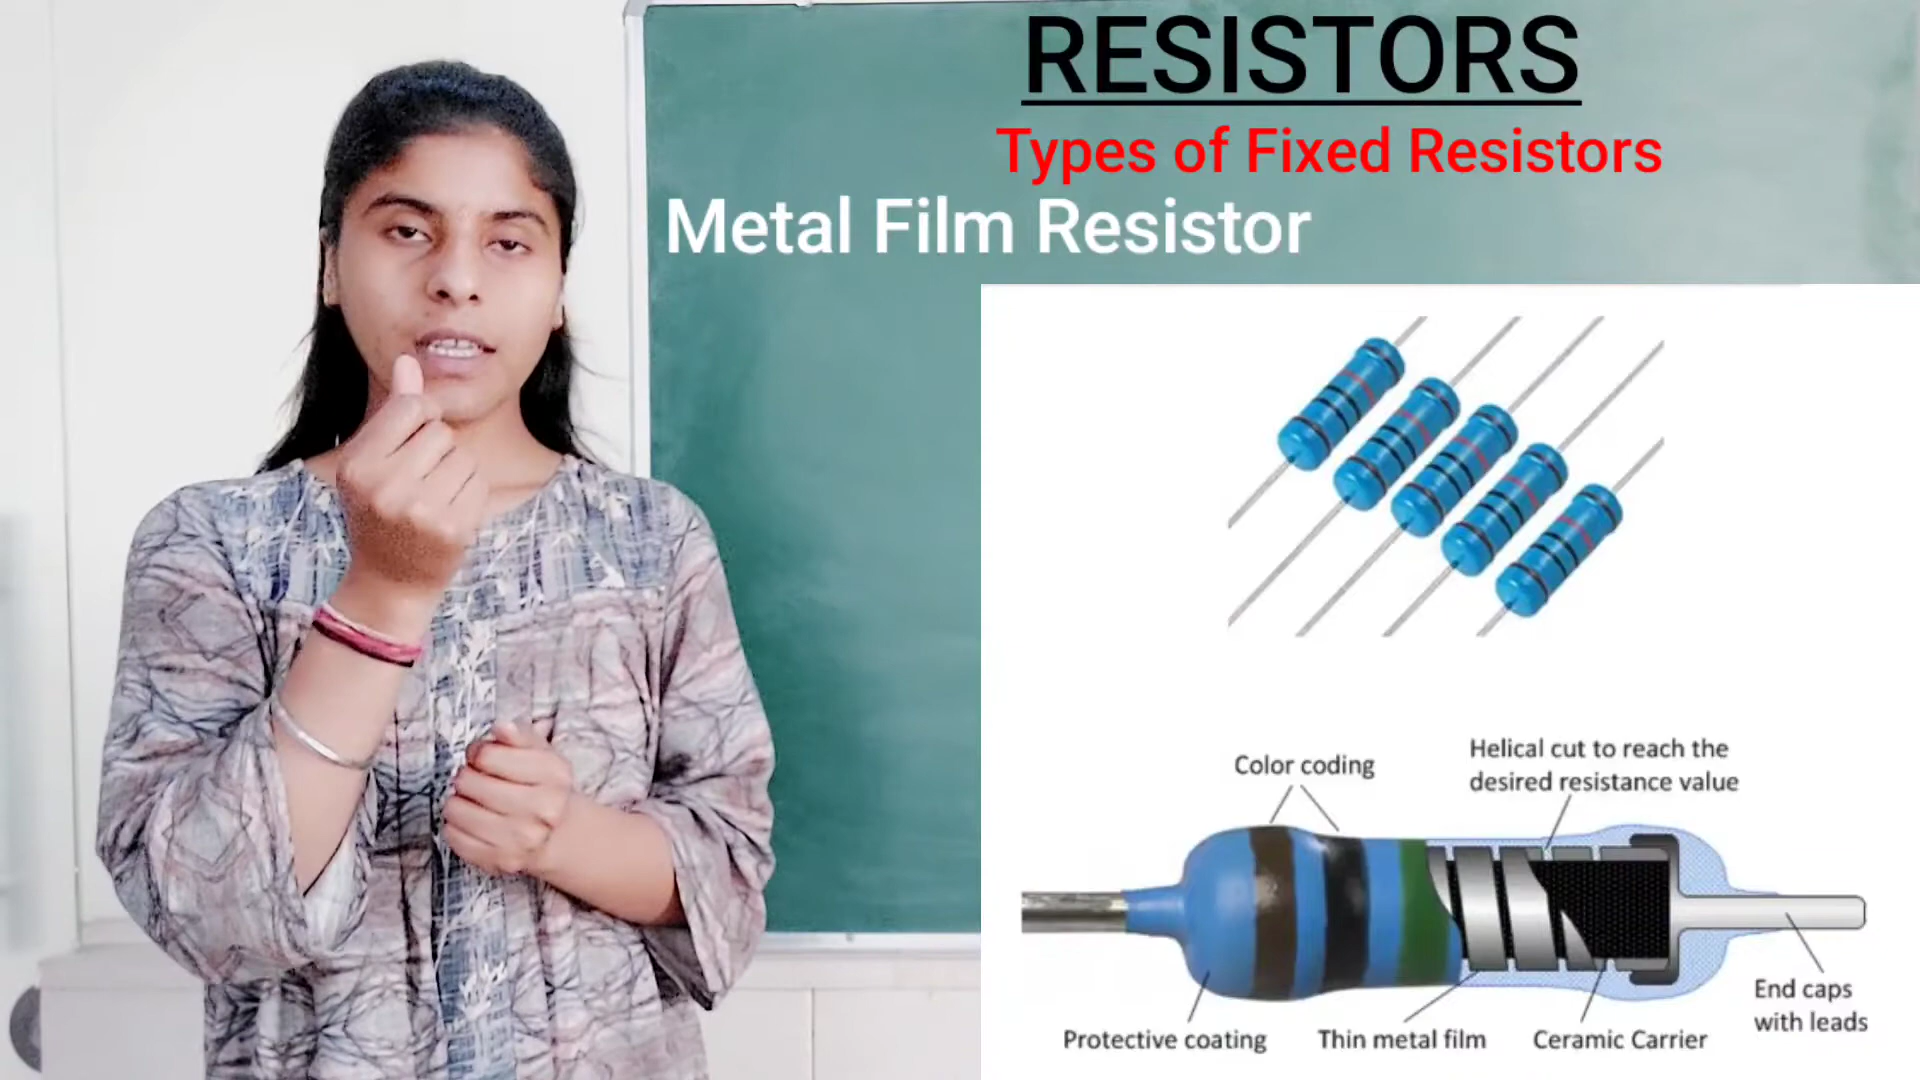 RESISTORS
Types of Fixed Resistors
Metal Film Resistor
Color coding
Helical cut to reach the
desired resistance value
Protective coating
Thin metal film
Ceramic Carrier
End caps
with leads